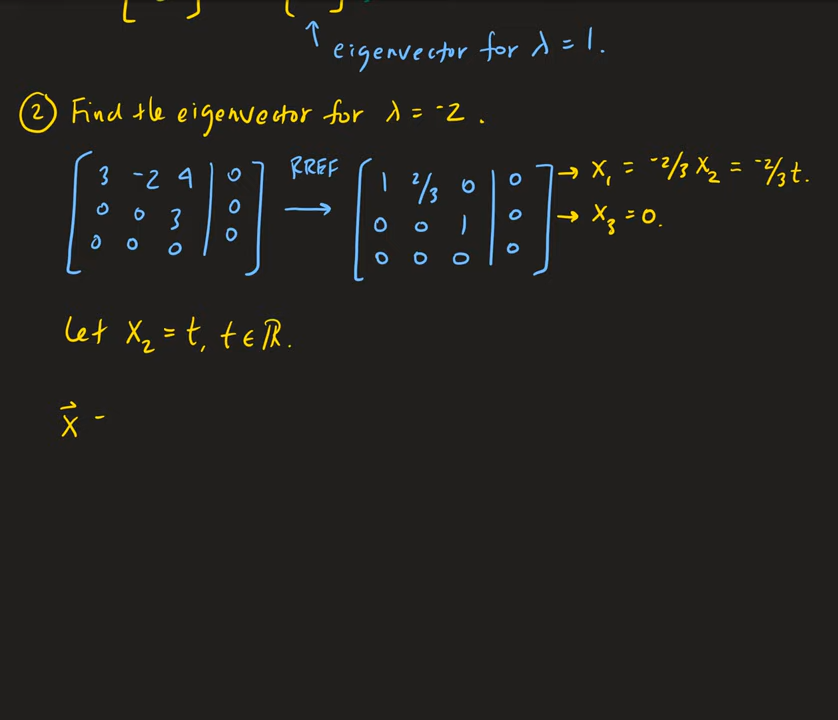 ↑ eigenvector for λ = 1.
② Find the eigenvector for λ = -2.
[ 3 -2 4 | 0 ] RREF [ 1 2/3 0 | 0 ] → x₁ = -2/3 x₂ = -2/3 t.
[ 0 0 3 | 0 ] → [ 0 0 1 | 0 ] → x₃ = 0.
[ 0 0 0 | 0 ] [ 0 0 0 | 0 ]
Let x₂ = t, t ∈ ℝ.
x⃗ -